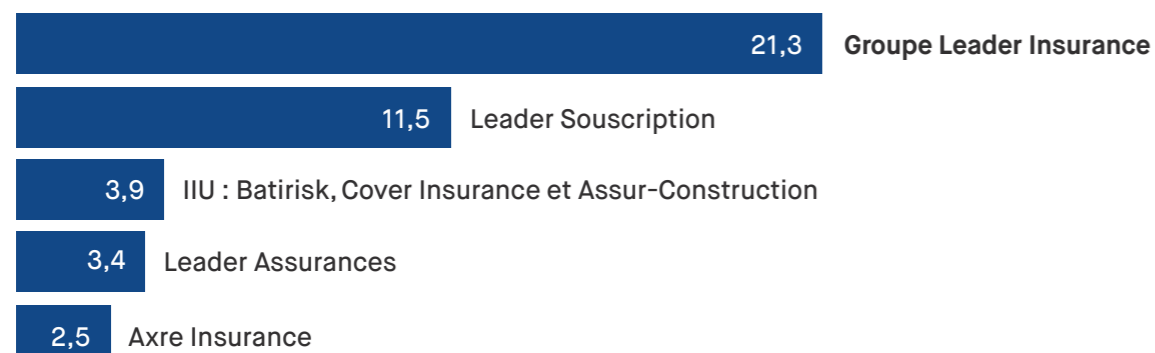 21,3 Groupe Leader Insurance
11,5 Leader Souscription
3,9 IIU : Batirisk, Cover Insurance et Assur-Construction
3,4 Leader Assurances
2,5 Axre Insurance